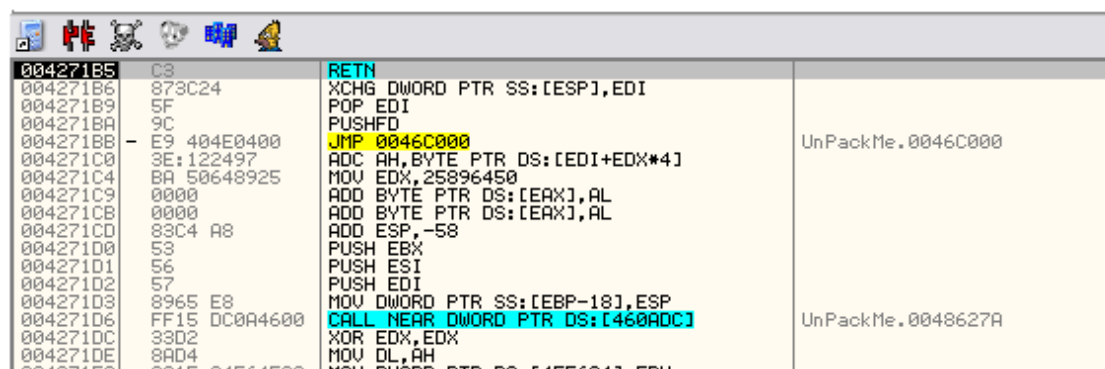 004271B5 C3 RETN
004271B6 873C24 XCHG DWORD PTR SS:[ESP],EDI
004271B9 5F POP EDI
004271BA 9C PUSHFD
004271BB - E9 404E0400 JMP 0046C000 UnPackMe.0046C000
004271C0 3E:122497 ADC AH,BYTE PTR DS:[EDI+EDX*4]
004271C4 BA 50648925 MOV EDX,25896450
004271C9 0000 ADD BYTE PTR DS:[EAX],AL
004271CB 0000 ADD BYTE PTR DS:[EAX],AL
004271CD 83C4 A8 ADD ESP,-58
004271D0 53 PUSH EBX
004271D1 56 PUSH ESI
004271D2 57 PUSH EDI
004271D3 8965 E8 MOV DWORD PTR SS:[EBP-18],ESP
004271D6 FF15 DC0A4600 CALL NEAR DWORD PTR DS:[460ADC] UnPackMe.0048627A
004271DC 33D2 XOR EDX,EDX
004271DE 8AD4 MOV DL,AH